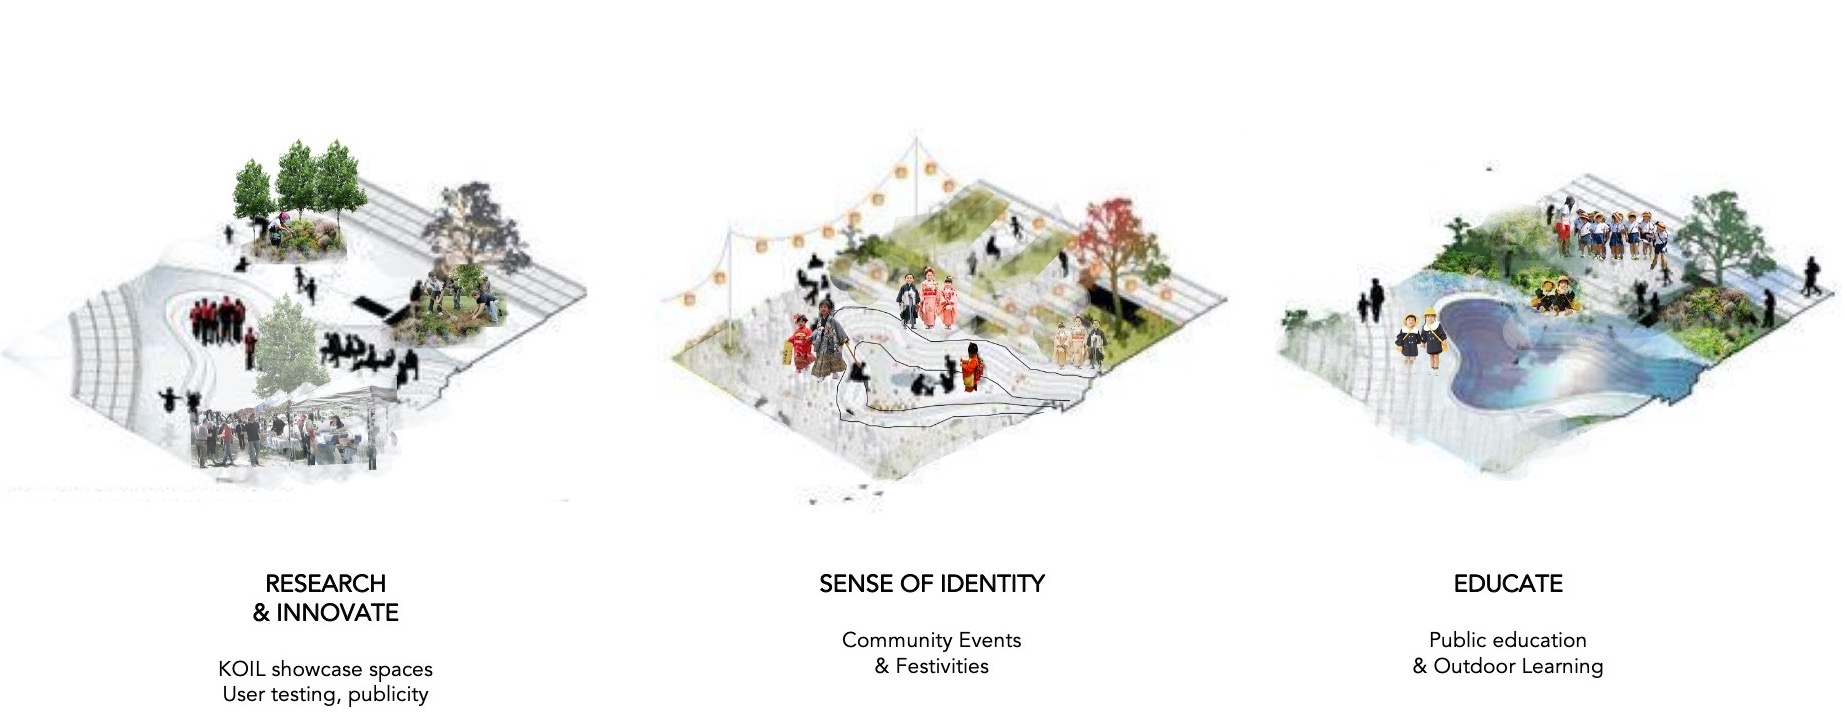 RESEARCH
& INNOVATE
KOIL showcase spaces
User testing, publicity
SENSE OF IDENTITY
Community Events
& Festivities
EDUCATE
Public education
& Outdoor Learning